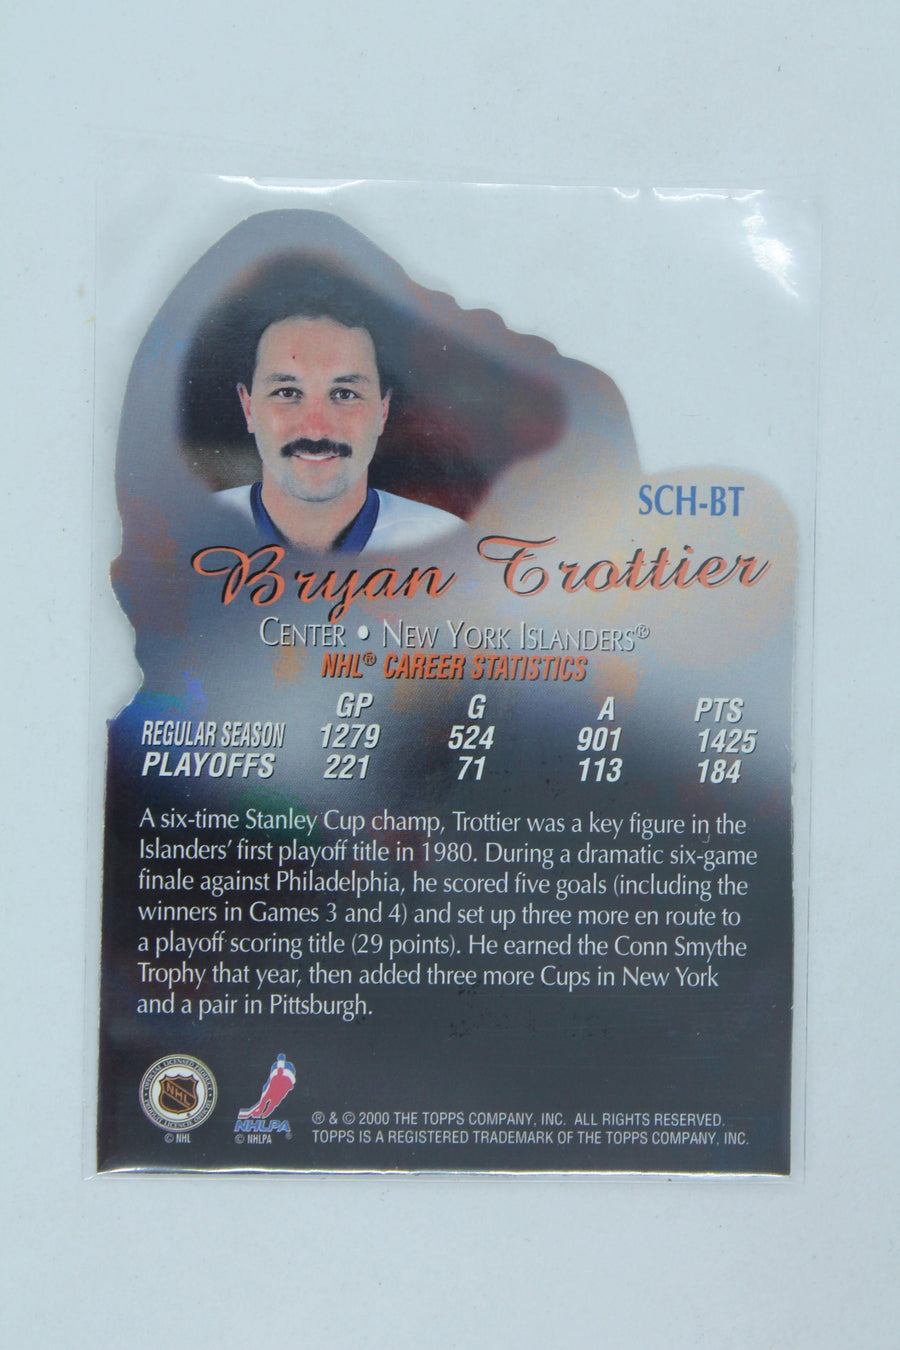 SCH-BT
Bryan Trottier
CENTER • NEW YORK ISLANDERS®
NHL® CAREER STATISTICS
GP G A PTS
REGULAR SEASON 1279 524 901 1425
PLAYOFFS 221 71 113 184
A six-time Stanley Cup champ, Trottier was a key figure in the
Islanders' first playoff title in 1980. During a dramatic six-game
finale against Philadelphia, he scored five goals (including the
winners in Games 3 and 4) and set up three more en route to
a playoff scoring title (29 points). He earned the Conn Smythe
Trophy that year, then added three more Cups in New York
and a pair in Pittsburgh.
NHL
NHLPA
© NHL
© NHLPA
® & © 2000 THE TOPPS COMPANY, INC. ALL RIGHTS RESERVED.
TOPPS IS A REGISTERED TRADEMARK OF THE TOPPS COMPANY, INC.